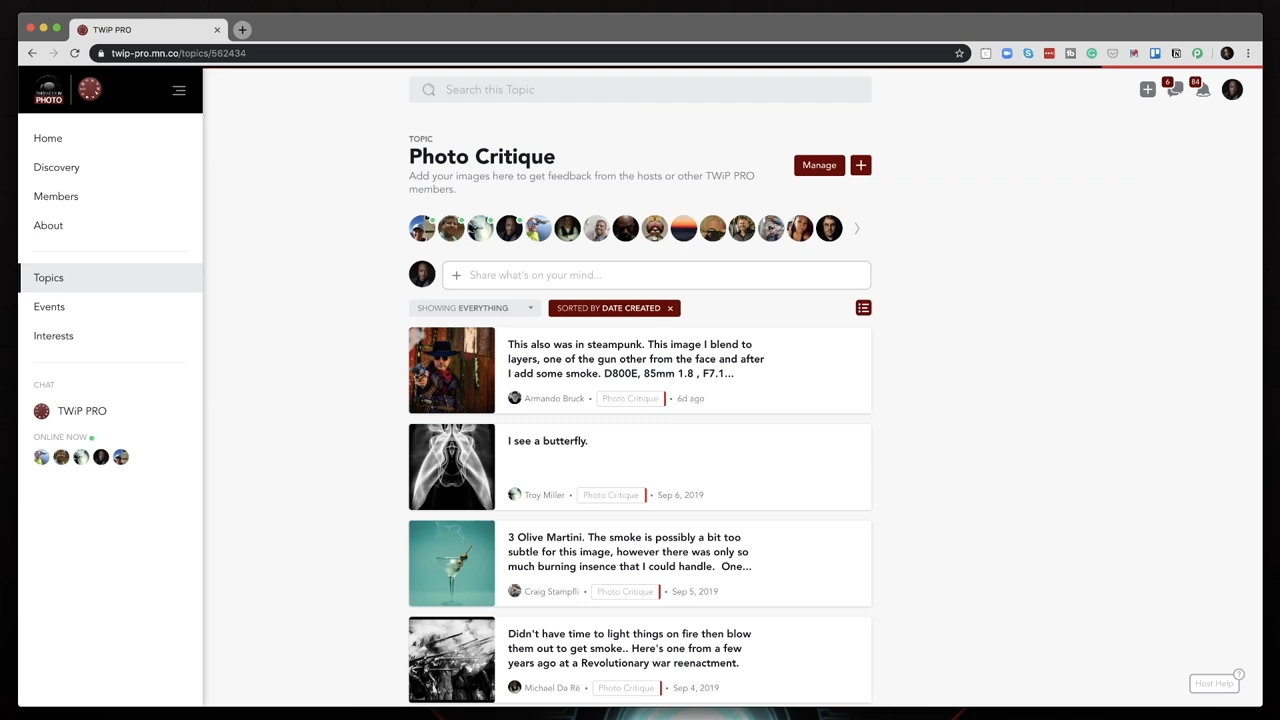 TWiP PRO
twip-pro.mn.co/topics/562434
PHOTO
Search this Topic
6
84
Home
Discovery
Members
About
Topics
Events
Interests
CHAT
TWiP PRO
ONLINE NOW
TOPIC
Photo Critique
Add your images here to get feedback from the hosts or other TWiP PRO
members.
Manage
Share what's on your mind...
SHOWING EVERYTHING
SORTED BY DATE CREATED ×
This also was in steampunk. This image I blend to
layers, one of the gun other from the face and after
I add some smoke. D800E, 85mm 1.8 , F7.1...
Armando Bruck • Photo Critique • 6d ago
I see a butterfly.
Troy Miller • Photo Critique • Sep 6, 2019
3 Olive Martini. The smoke is possibly a bit too
subtle for this image, however there was only so
much burning insence that I could handle. One...
Craig Stampfli • Photo Critique • Sep 5, 2019
Didn't have time to light things on fire then blow
them out to get smoke.. Here's one from a few
years ago at a Revolutionary war reenactment.
Michael Da Ré • Photo Critique • Sep 4, 2019
Host Help
?